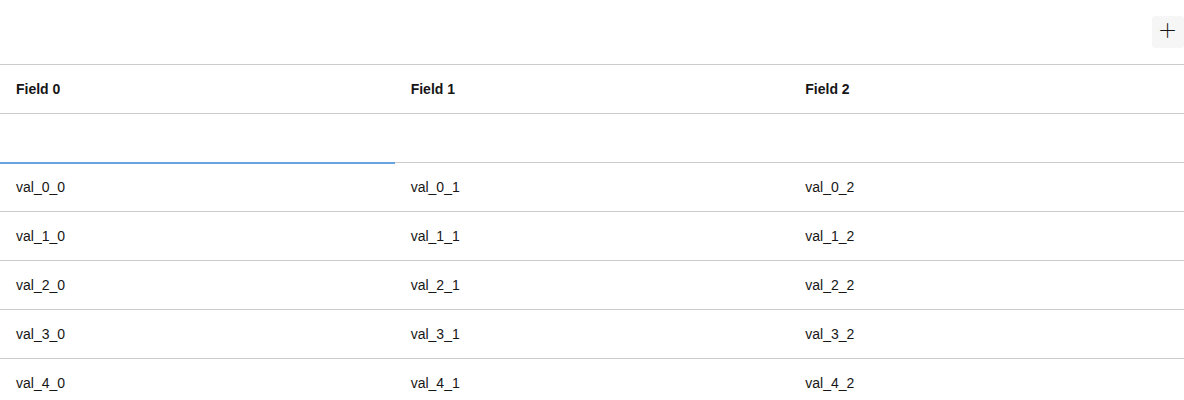 Field 0 Field 1 Field 2
val_0_0 val_0_1 val_0_2
val_1_0 val_1_1 val_1_2
val_2_0 val_2_1 val_2_2
val_3_0 val_3_1 val_3_2
val_4_0 val_4_1 val_4_2